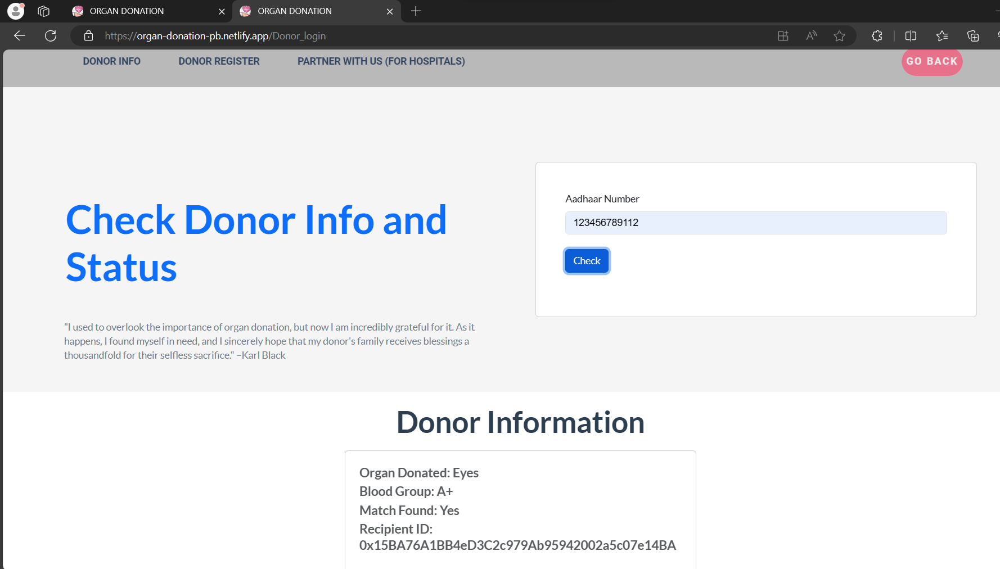 ORGAN DONATION
ORGAN DONATION
https://organ-donation-pb.netlify.app/Donor_login
DONOR INFO
DONOR REGISTER
PARTNER WITH US (FOR HOSPITALS)
GO BACK
Check Donor Info and
Status
"I used to overlook the importance of organ donation, but now I am incredibly grateful for it. As it
happens, I found myself in need, and I sincerely hope that my donor's family receives blessings a
thousandfold for their selfless sacrifice." –Karl Black
Aadhaar Number
123456789112
Check
Donor Information
Organ Donated: Eyes
Blood Group: A+
Match Found: Yes
Recipient ID:
0x15BA76A1BB4eD3C2c979Ab95942002a5c07e14BA